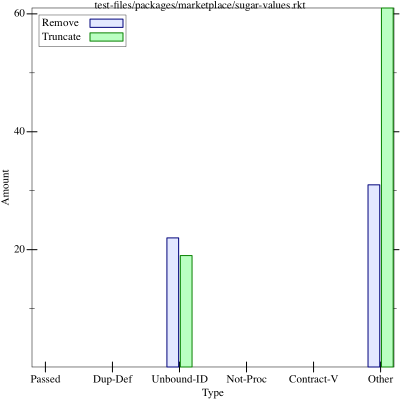 test-files/packages/marketplace/sugar-values.rkt
Remove
Truncate
60
40
20
Amount
Passed Dup-Def Unbound-ID Not-Proc Contract-V Other
Type